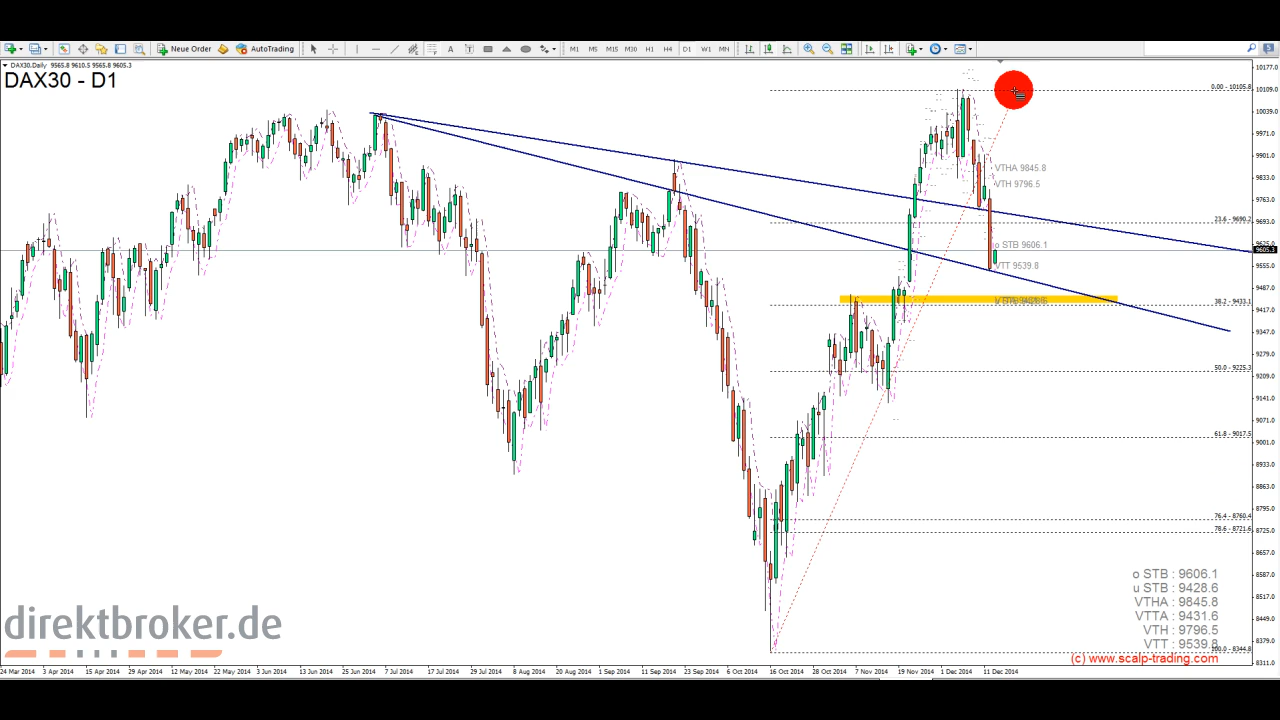 New Order AutoTrading A T M1 M5 M15 M30 H1 H4 D1 W1 MN
DAX30.Daily 9565.8 9610.5 9565.8 9605.3
DAX30 - D1
10177.0
0.00 - 10105.8
10109.0
10039.0
9971.0
9901.0
VTHA 9845.8
9833.0
VTH 9796.5
9763.0
23.6 - 9690.2
9693.0
o STB 9606.1
9625.0
9605.3
VTT 9539.8
9555.0
9487.0
38.2 - 9433.1
9417.0
9347.0
50.0 - 9225.3
9279.0
9209.0
9141.0
9071.0
61.8 - 9017.5
9001.0
8933.0
8863.0
8795.0
76.4 - 8760.4
78.6 - 8721.6
8725.0
8657.0
8587.0
8517.0
8449.0
8379.0
8311.0
o STB : 9606.1
u STB : 9428.6
VTHA : 9845.8
VTTA : 9431.6
VTH : 9796.5
VTT : 9539.8
100.0 - 8344.8
(c) www.scalp-trading.com
direktbroker.de
24 Mar 2014 3 Apr 2014 15 Apr 2014 29 Apr 2014 12 May 2014 22 May 2014 3 Jun 2014 13 Jun 2014 25 Jun 2014 7 Jul 2014 17 Jul 2014 29 Jul 2014 8 Aug 2014 20 Aug 2014 1 Sep 2014 11 Sep 2014 23 Sep 2014 6 Oct 2014 16 Oct 2014 28 Oct 2014 7 Nov 2014 19 Nov 2014 1 Dec 2014 11 Dec 2014